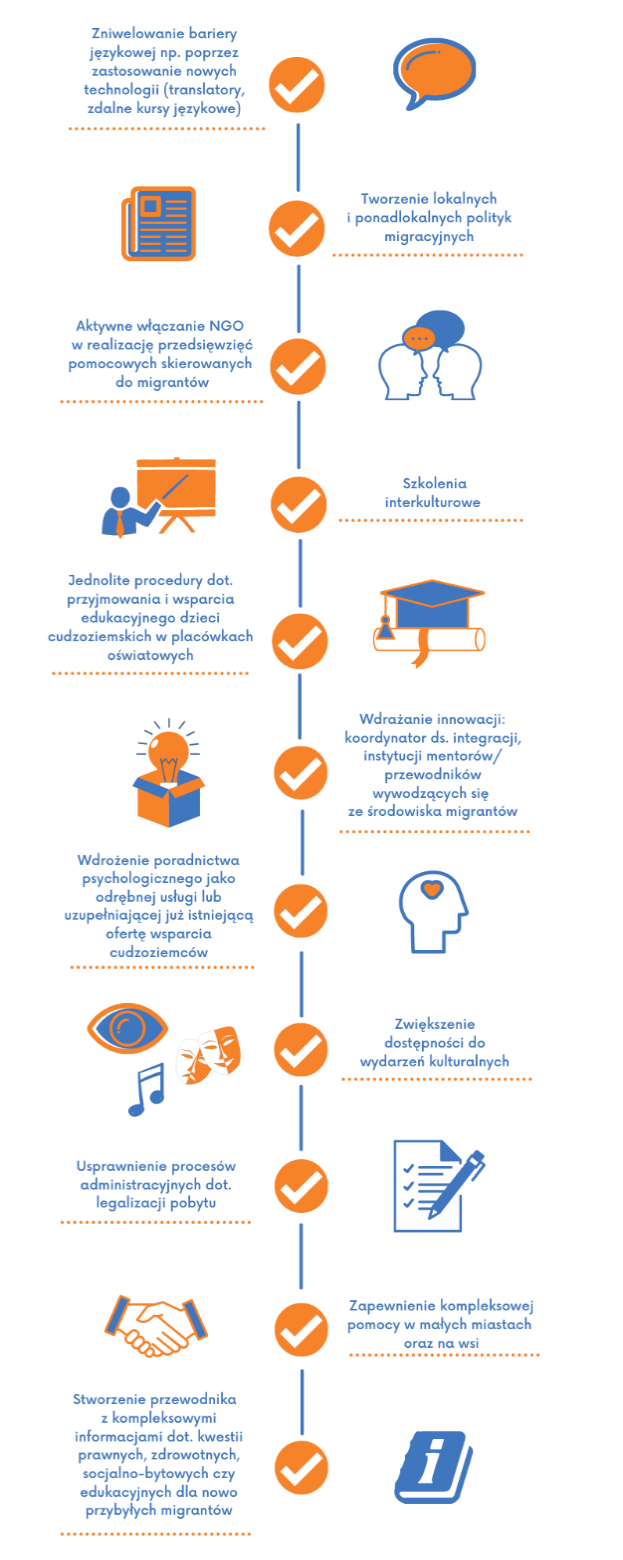 Zniwelowanie bariery
językowej np. poprzez
zastosowanie nowych
technologii (translatory,
zdalne kursy językowe)
Tworzenie lokalnych
i ponadlokalnych polityk
migracyjnych
Aktywne włączanie NGO
w realizację przedsięwzięć
pomocowych skierowanych
do migrantów
Szkolenia
interkulturowe
Jednolite procedury dot.
przyjmowania i wsparcia
edukacyjnego dzieci
cudzoziemskich w placówkach
oświatowych
Wdrażanie innowacji:
koordynator ds. integracji,
instytucji mentorów/
przewodników
wywodzących się
ze środowiska migrantów
Wdrożenie poradnictwa
psychologicznego jako
odrębnej usługi lub
uzupełniającej już istniejącą
ofertę wsparcia
cudzoziemców
Zwiększenie
dostępności do
wydarzeń kulturalnych
Usprawnienie procesów
administracyjnych dot.
legalizacji pobytu
Zapewnienie kompleksowej
pomocy w małych miastach
oraz na wsi
Stworzenie przewodnika
z kompleksowymi
informacjami dot. kwestii
prawnych, zdrowotnych,
socjalno-bytowych czy
edukacyjnych dla nowo
przybyłych migrantów
i